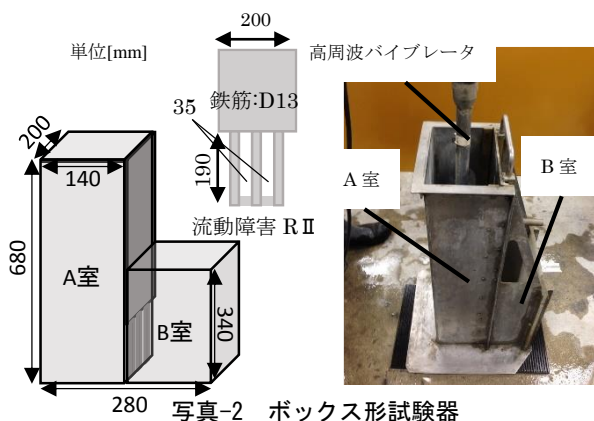 単位[mm]
200
高周波バイブレータ
鉄筋:D13
35
190
流動障害 RⅡ
200
140
680
A室
B室
340
280
A 室
B 室
写真-2 ボックス形試験器